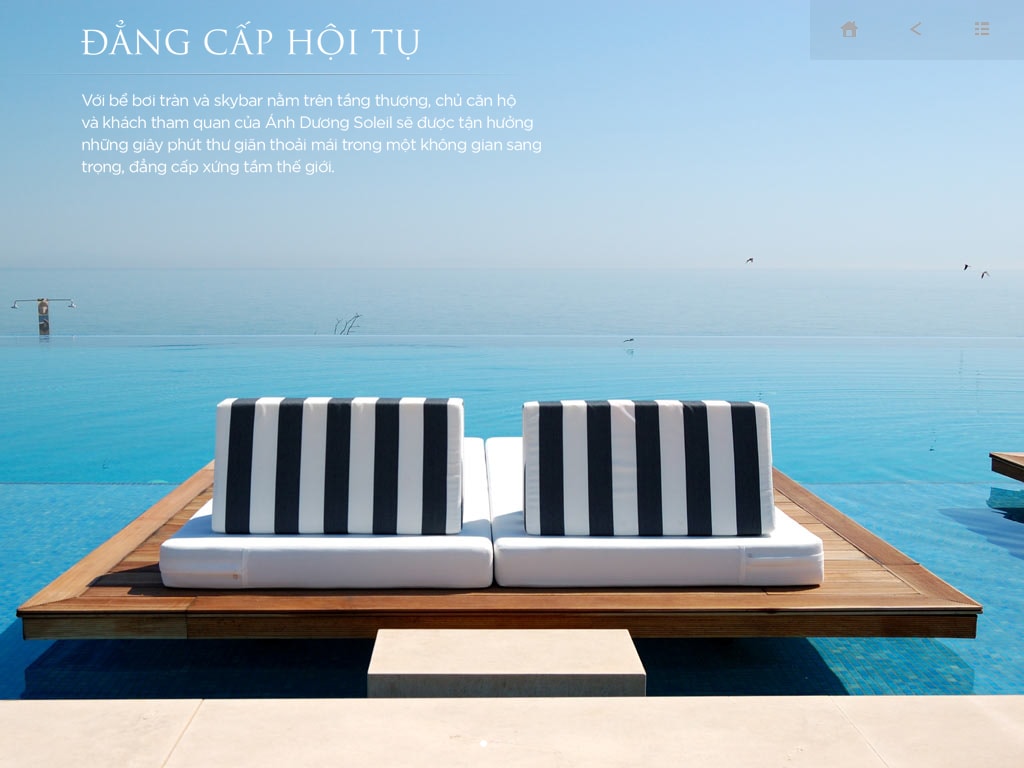 ĐẲNG CẤP HỘI TỤ
Với bể bơi tràn và skybar nằm trên tầng thượng, chủ căn hộ
và khách tham quan của Ánh Dương Soleil sẽ được tận hưởng
những giây phút thư giãn thoải mái trong một không gian sang
trọng, đẳng cấp xứng tầm thế giới.